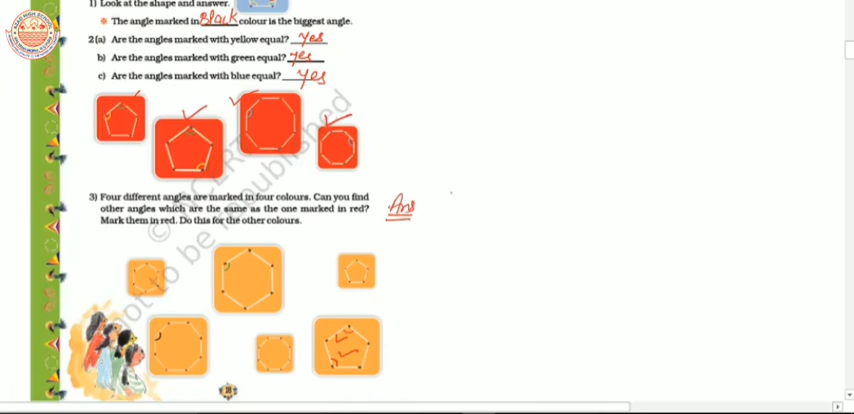 1) Look at the shape and answer.
The angle marked in Black colour is the biggest angle.
2(a) Are the angles marked with yellow equal? Yes
b) Are the angles marked with green equal? Yes
c) Are the angles marked with blue equal? Yes
3) Four different angles are marked in four colours. Can you find
other angles which are the same as the one marked in red?
Mark them in red. Do this for the other colours.
Ans
© NCERT
not to be republished